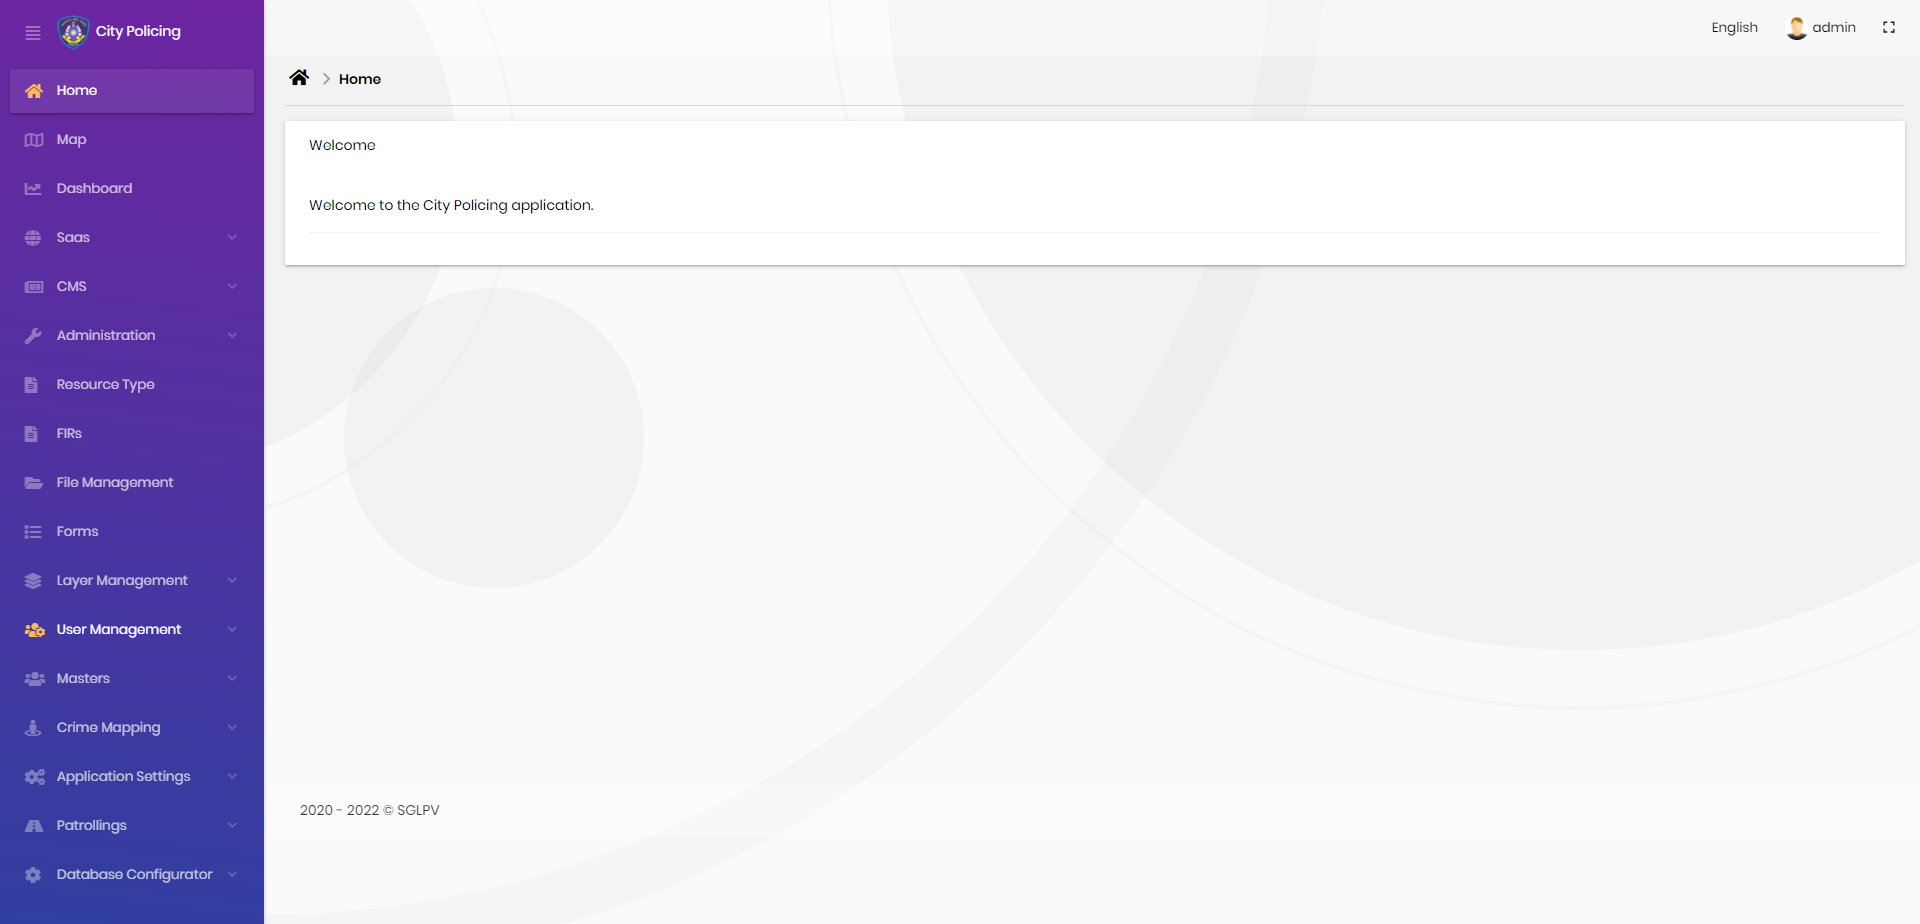 City Policing
Home
Map
Dashboard
Saas
CMS
Administration
Resource Type
FIRs
File Management
Forms
Layer Management
User Management
Masters
Crime Mapping
Application Settings
Patrollings
Database Configurator
English
admin
Home
Welcome
Welcome to the City Policing application.
2020 - 2022 © SGLPV